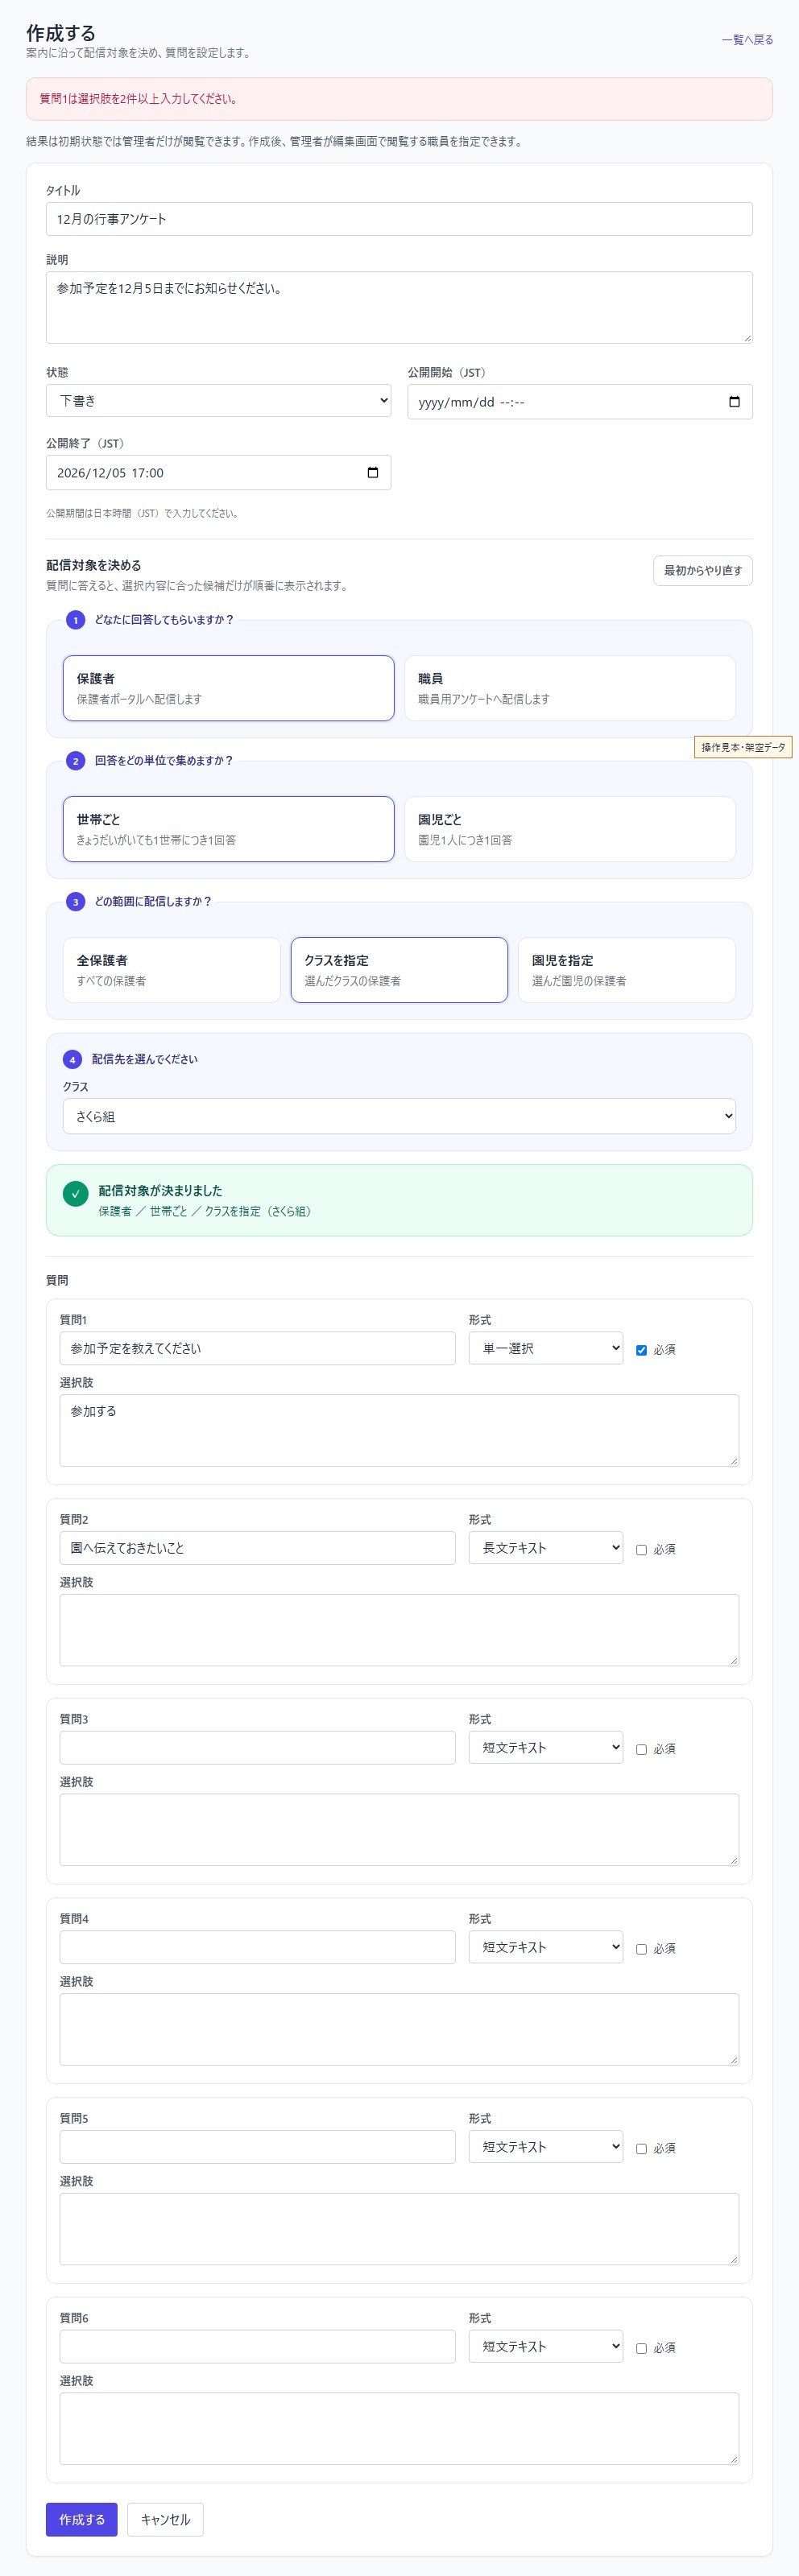 作成する
案内に沿って配信対象を決め、質問を設定します。
一覧へ戻る
質問1は選択肢を2件以上入力してください。
結果は初期状態では管理者だけが閲覧できます。作成後、管理者が編集画面で閲覧する職員を指定できます。
タイトル
12月の行事アンケート
説明
参加予定を12月5日までにお知らせください。
状態
下書き
公開開始（JST）
yyyy/mm/dd --:--
公開終了（JST）
2026/12/05 17:00
公開期間は日本時間（JST）で入力してください。
配信対象を決める
質問に答えると、選択内容に合った候補だけが順番に表示されます。
最初からやり直す
1 どなたに回答してもらいますか？
保護者
保護者ポータルへ配信します
職員
職員用アンケートへ配信します
操作見本・架空データ
2 回答をどの単位で集めますか？
世帯ごと
きょうだいがいても1世帯につき1回答
園児ごと
園児1人につき1回答
3 どの範囲に配信しますか？
全保護者
すべての保護者
クラスを指定
選んだクラスの保護者
園児を指定
選んだ園児の保護者
4 配信先を選んでください
クラス
さくら組
✓ 配信対象が決まりました
保護者 ／ 世帯ごと ／ クラスを指定（さくら組）
質問
質問1
参加予定を教えてください
形式
単一選択
必須
選択肢
参加する
質問2
園へ伝えておきたいこと
形式
長文テキスト
必須
選択肢
質問3
形式
短文テキスト
必須
選択肢
質問4
形式
短文テキスト
必須
選択肢
質問5
形式
短文テキスト
必須
選択肢
質問6
形式
短文テキスト
必須
選択肢
作成する
キャンセル